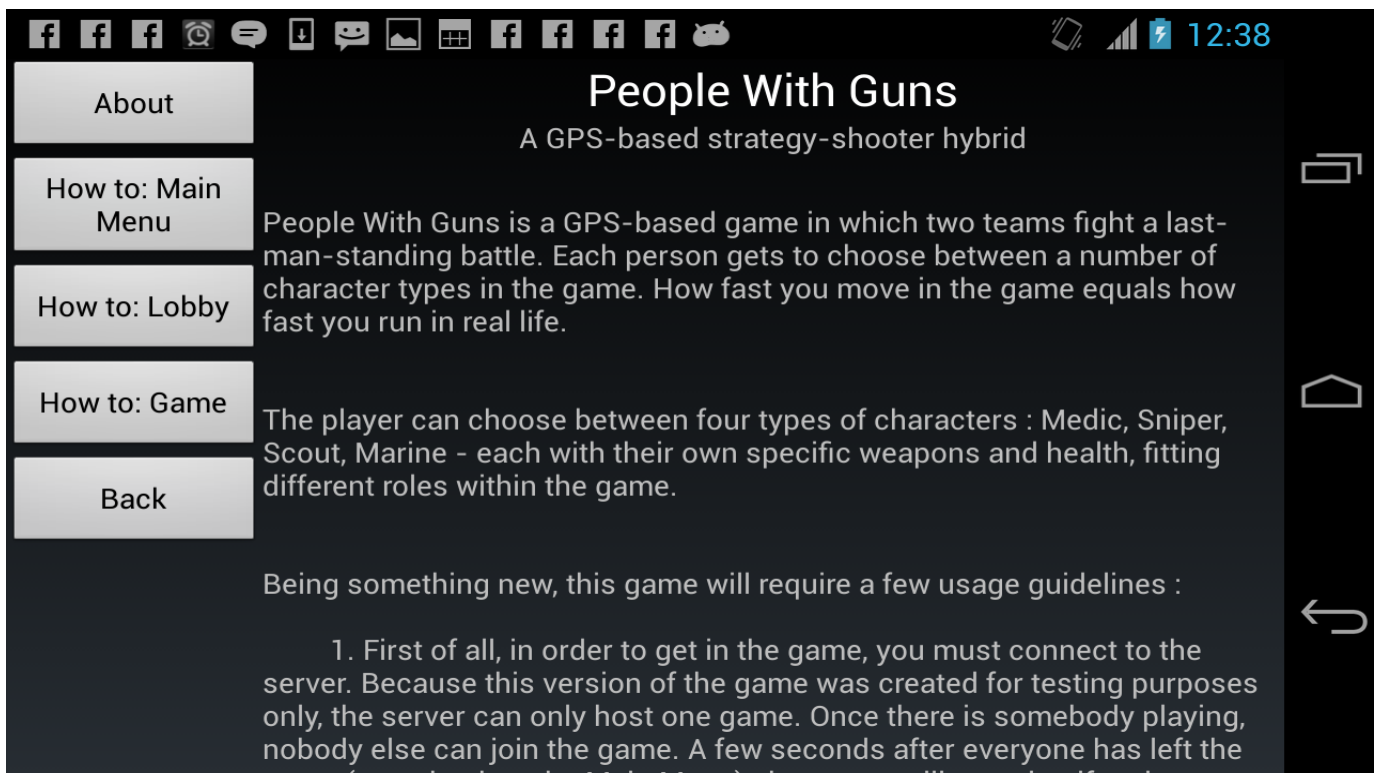 12:38
About
How to: Main
Menu
How to: Lobby
How to: Game
Back
People With Guns
A GPS-based strategy-shooter hybrid
People With Guns is a GPS-based game in which two teams fight a last-
man-standing battle. Each person gets to choose between a number of
character types in the game. How fast you move in the game equals how
fast you run in real life.
The player can choose between four types of characters : Medic, Sniper,
Scout, Marine - each with their own specific weapons and health, fitting
different roles within the game.
Being something new, this game will require a few usage guidelines :
1. First of all, in order to get in the game, you must connect to the
server. Because this version of the game was created for testing purposes
only, the server can only host one game. Once there is somebody playing,
nobody else can join the game. A few seconds after everyone has left the